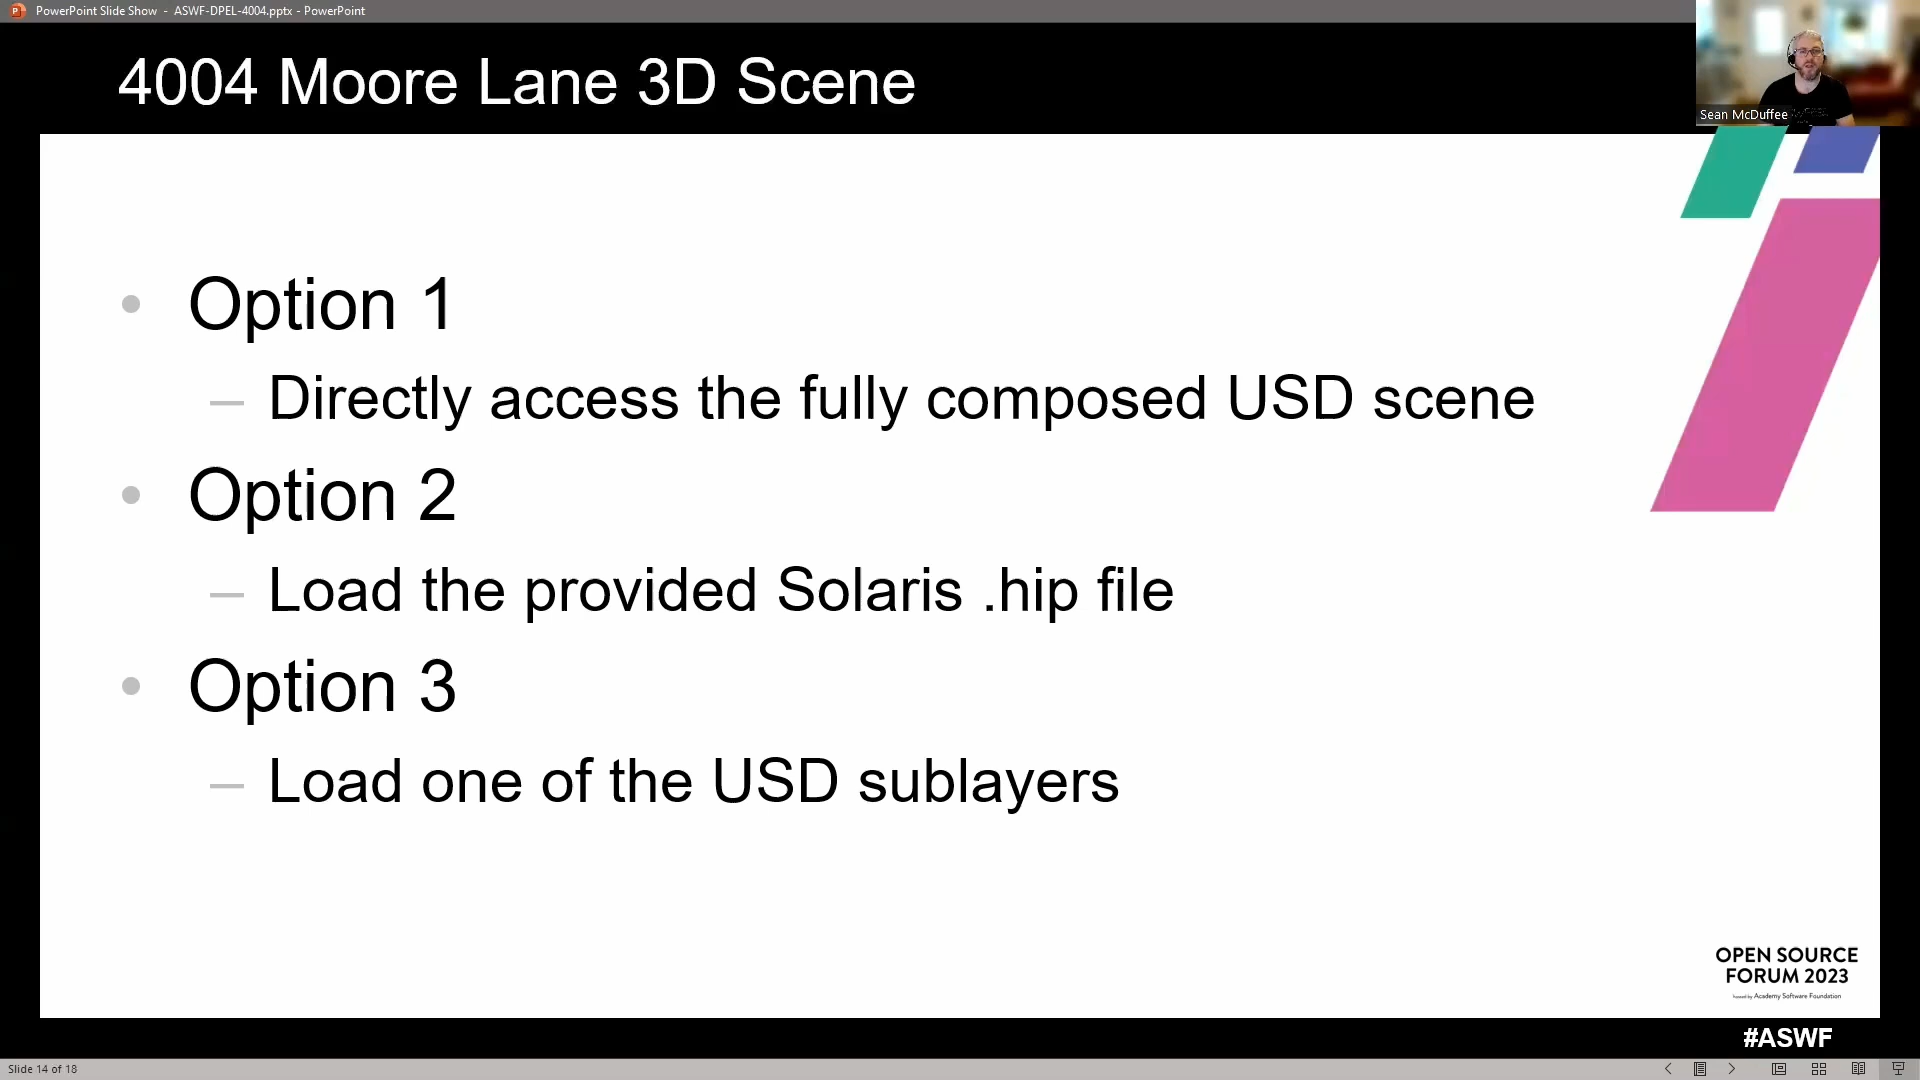 PowerPoint Slide Show - ASWF-DPEL-4004.pptx - PowerPoint
4004 Moore Lane 3D Scene
Sean McDuffee
• Option 1
– Directly access the fully composed USD scene
• Option 2
– Load the provided Solaris .hip file
• Option 3
– Load one of the USD sublayers
OPEN SOURCE
FORUM 2023
hosted by Academy Software Foundation
#ASWF
Slide 14 of 18